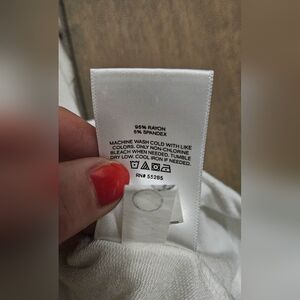 95% RAYON
5% SPANDEX
MACHINE WASH COLD WITH LIKE
COLORS. ONLY NON-CHLORINE
BLEACH WHEN NEEDED. TUMBLE
DRY LOW. COOL IRON IF NEEDED.
RN# 55285